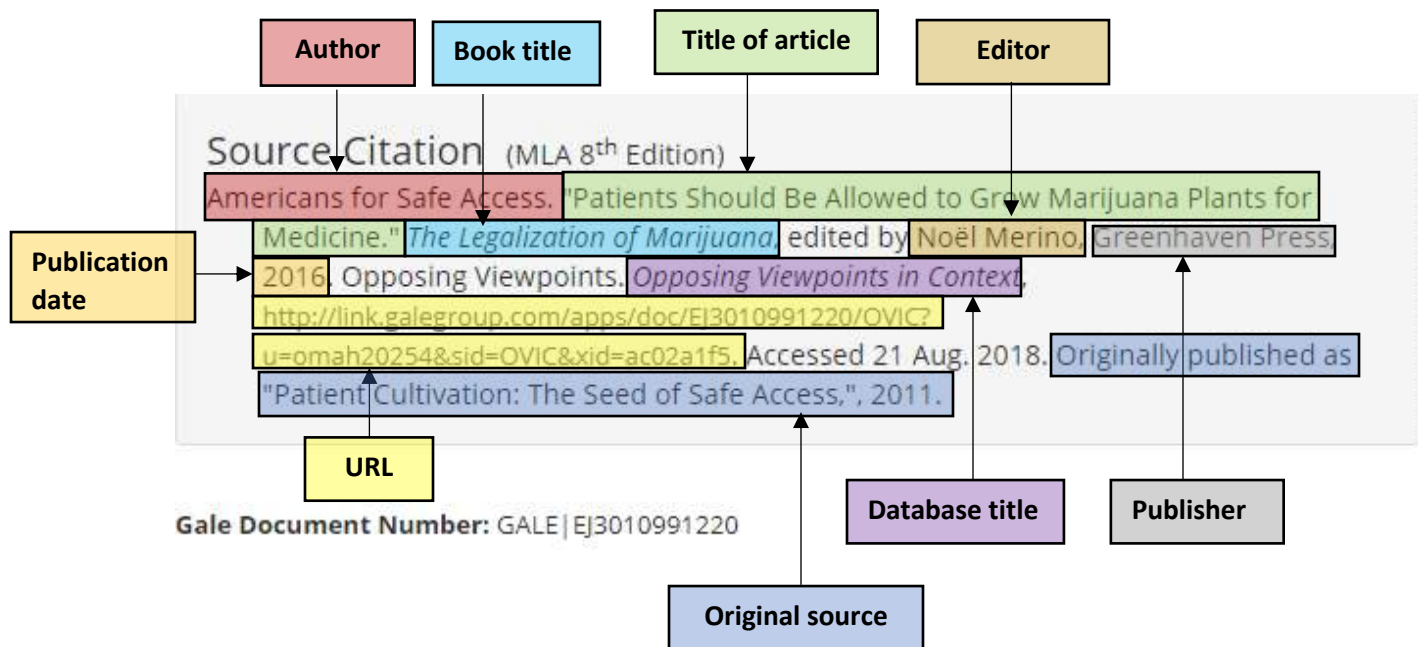 Author
Book title
Title of article
Editor
Source Citation (MLA 8th Edition)
Americans for Safe Access. "Patients Should Be Allowed to Grow Marijuana Plants for
Medicine." The Legalization of Marijuana, edited by Noël Merino, Greenhaven Press,
Publication
date
2016. Opposing Viewpoints. Opposing Viewpoints in Context,
http://link.galegroup.com/apps/doc/EJ3010991220/OVIC?
u=omah20254&sid=OVIC&xid=ac02a1f5. Accessed 21 Aug. 2018. Originally published as
"Patient Cultivation: The Seed of Safe Access,", 2011.
URL
Database title
Publisher
Gale Document Number: GALE|EJ3010991220
Original source